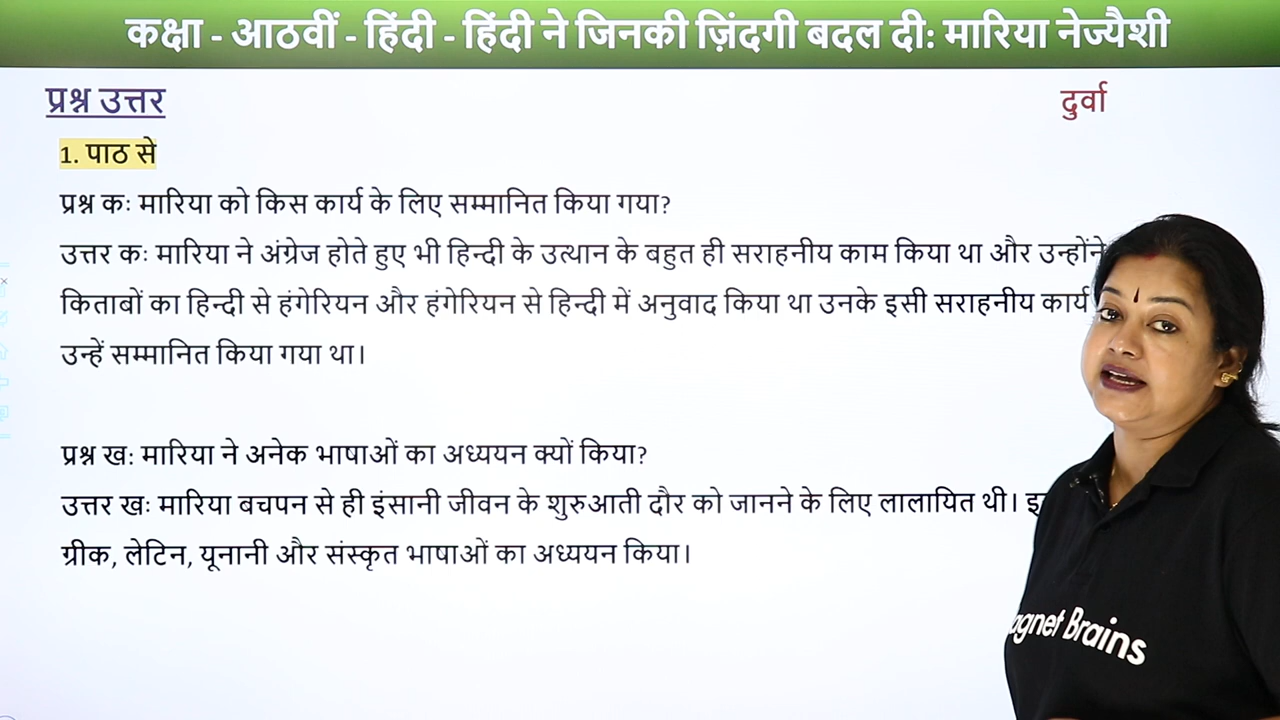 कक्षा - आठवीं - हिंदी - हिंदी ने जिनकी ज़िंदगी बदल दी: मारिया नेज्यैशी
प्रश्न उत्तर
दुर्वा
1. पाठ से
प्रश्न कः मारिया को किस कार्य के लिए सम्मानित किया गया?
उत्तर कः मारिया ने अंग्रेज होते हुए भी हिन्दी के उत्थान के बहुत ही सराहनीय काम किया था और उन्होंने
किताबों का हिन्दी से हंगेरियन और हंगेरियन से हिन्दी में अनुवाद किया था उनके इसी सराहनीय कार्य
उन्हें सम्मानित किया गया था।
प्रश्न ख: मारिया ने अनेक भाषाओं का अध्ययन क्यों किया?
उत्तर खः मारिया बचपन से ही इंसानी जीवन के शुरुआती दौर को जानने के लिए लालायित थी।
ग्रीक, लेटिन, यूनानी और संस्कृत भाषाओं का अध्ययन किया।
agnet Brains